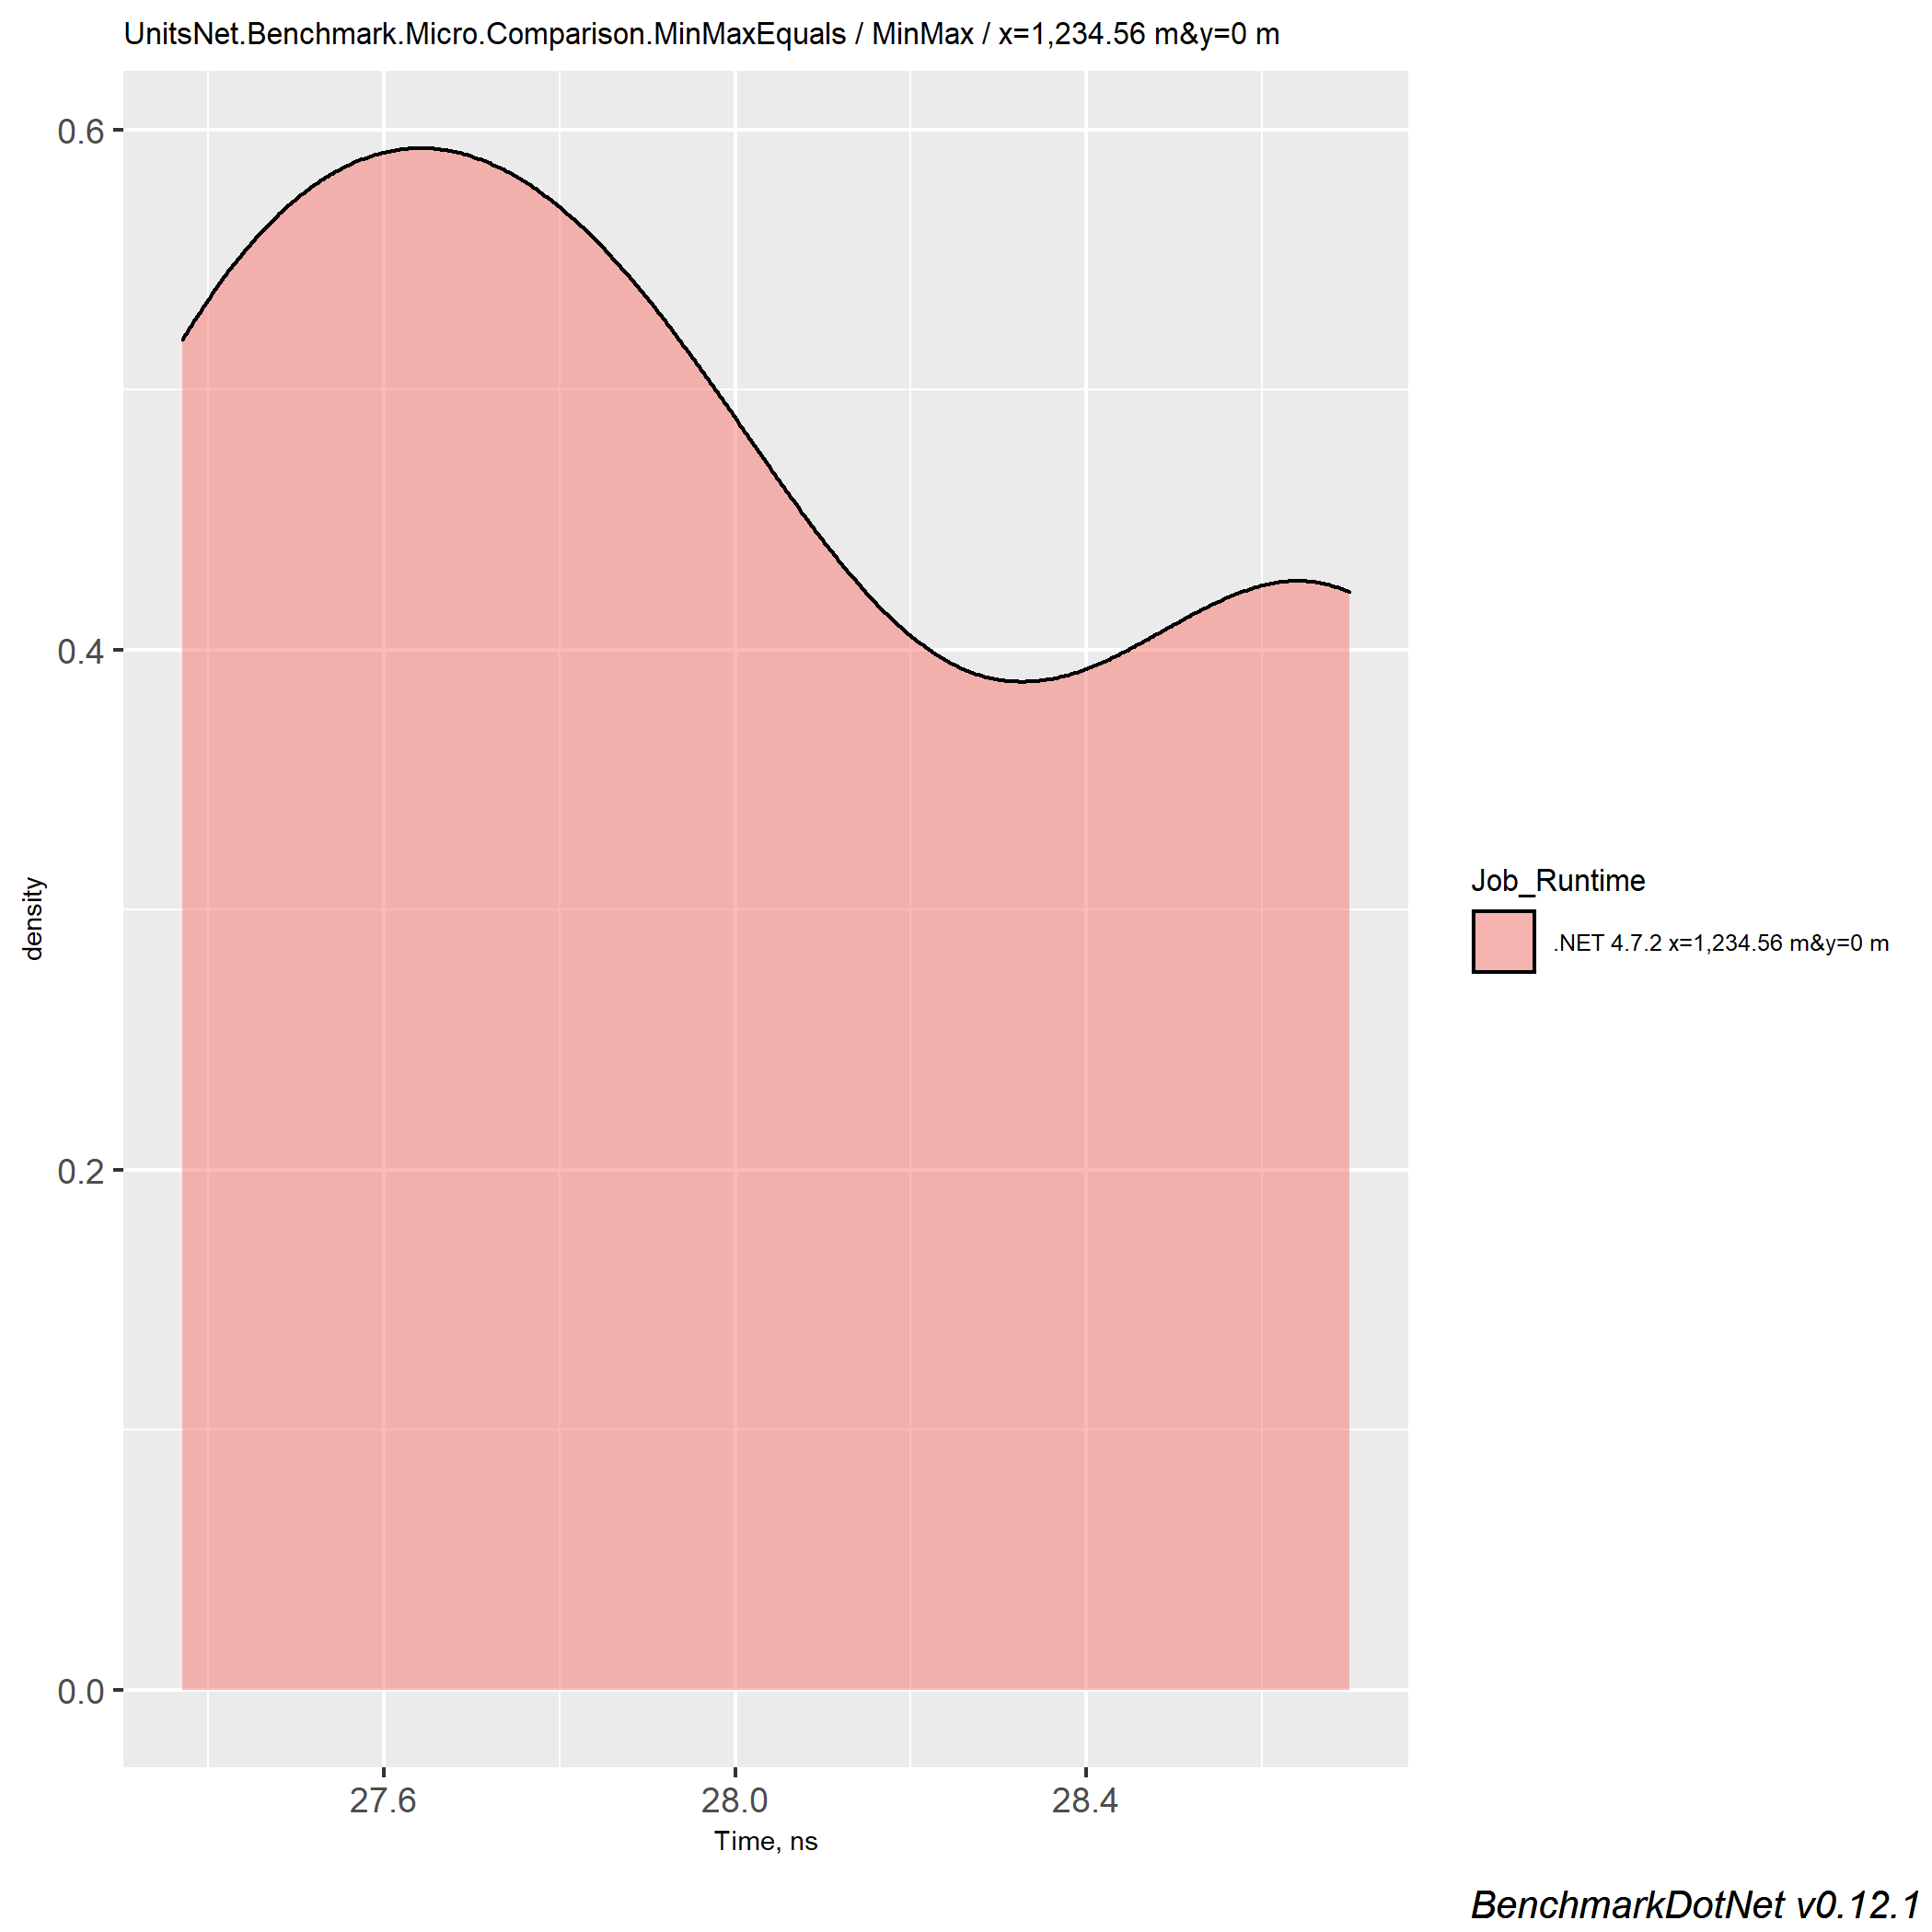 UnitsNet.Benchmark.Micro.Comparison.MinMaxEquals / MinMax / x=1,234.56 m&y=0 m
0.6
0.4
0.2
0.0
density
27.6 28.0 28.4
Time, ns
Job_Runtime
.NET 4.7.2 x=1,234.56 m&y=0 m
BenchmarkDotNet v0.12.1